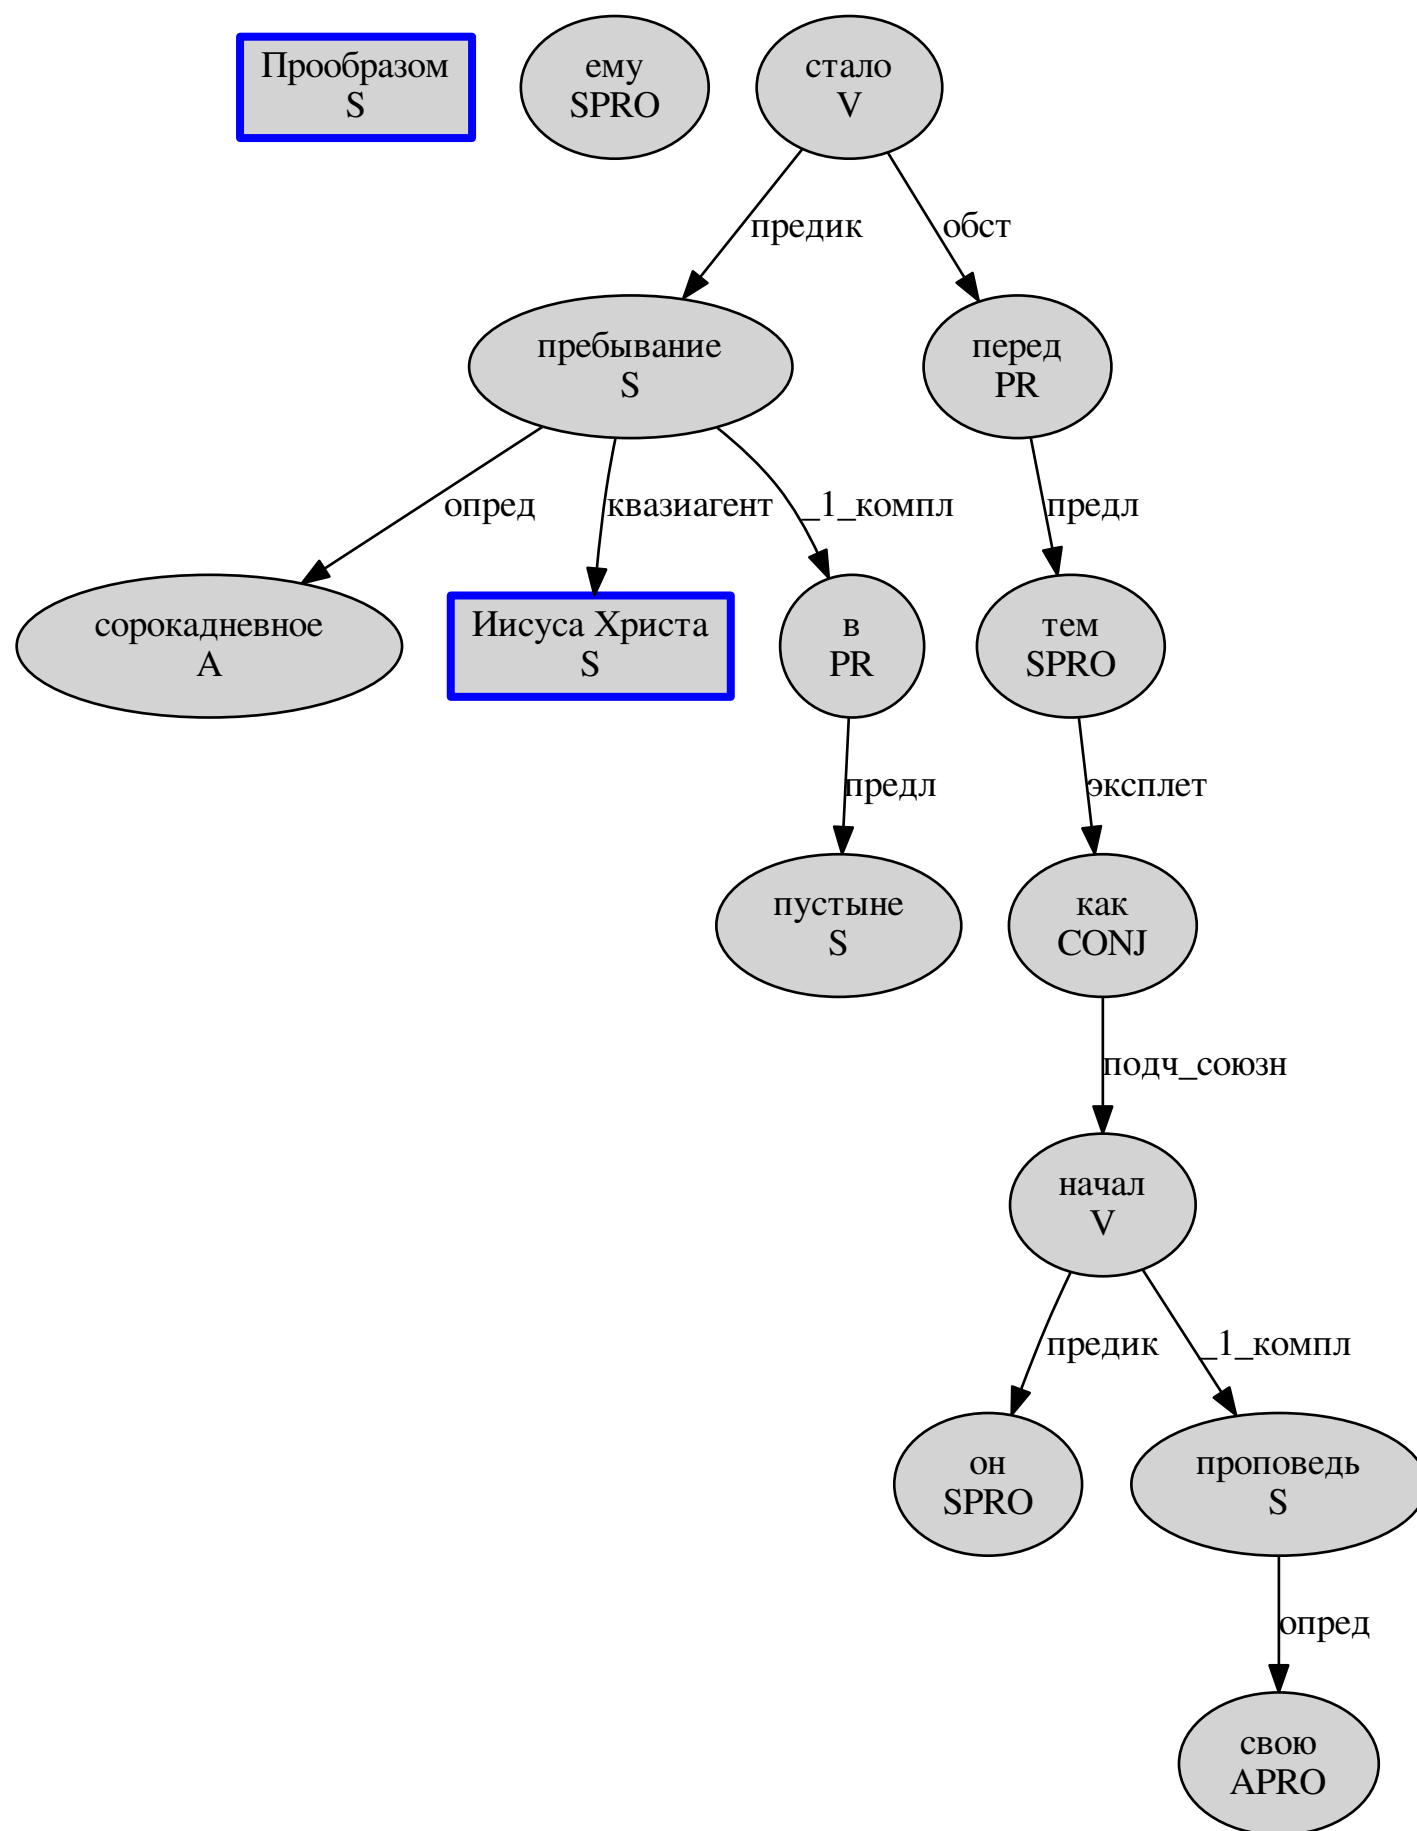 Прообразом
S
ему
SPRO
стало
V
предик
обст
пребывание
S
перед
PR
опред
квазиагент
_1_компл
предл
сорокадневное
A
Иисуса Христа
S
в
PR
тем
SPRO
предл
эксплет
пустыне
S
как
CONJ
подч_союзн
начал
V
предик
_1_компл
он
SPRO
проповедь
S
опред
свою
APRO